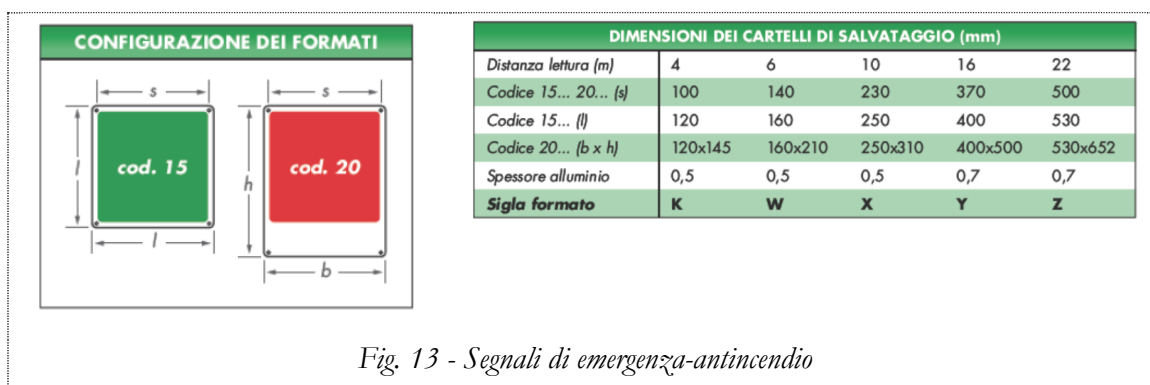 CONFIGURAZIONE DEI FORMATI
s
s
l
cod. 15
h
cod. 20
l
b
DIMENSIONI DEI CARTELLI DI SALVATAGGIO (mm)
Distanza lettura (m) 4 6 10 16 22
Codice 15... 20... (s) 100 140 230 370 500
Codice 15... (l) 120 160 250 400 530
Codice 20... (b x h) 120x145 160x210 250x310 400x500 530x652
Spessore alluminio 0,5 0,5 0,5 0,7 0,7
Sigla formato K W X Y Z
Fig. 13 - Segnali di emergenza-antincendio